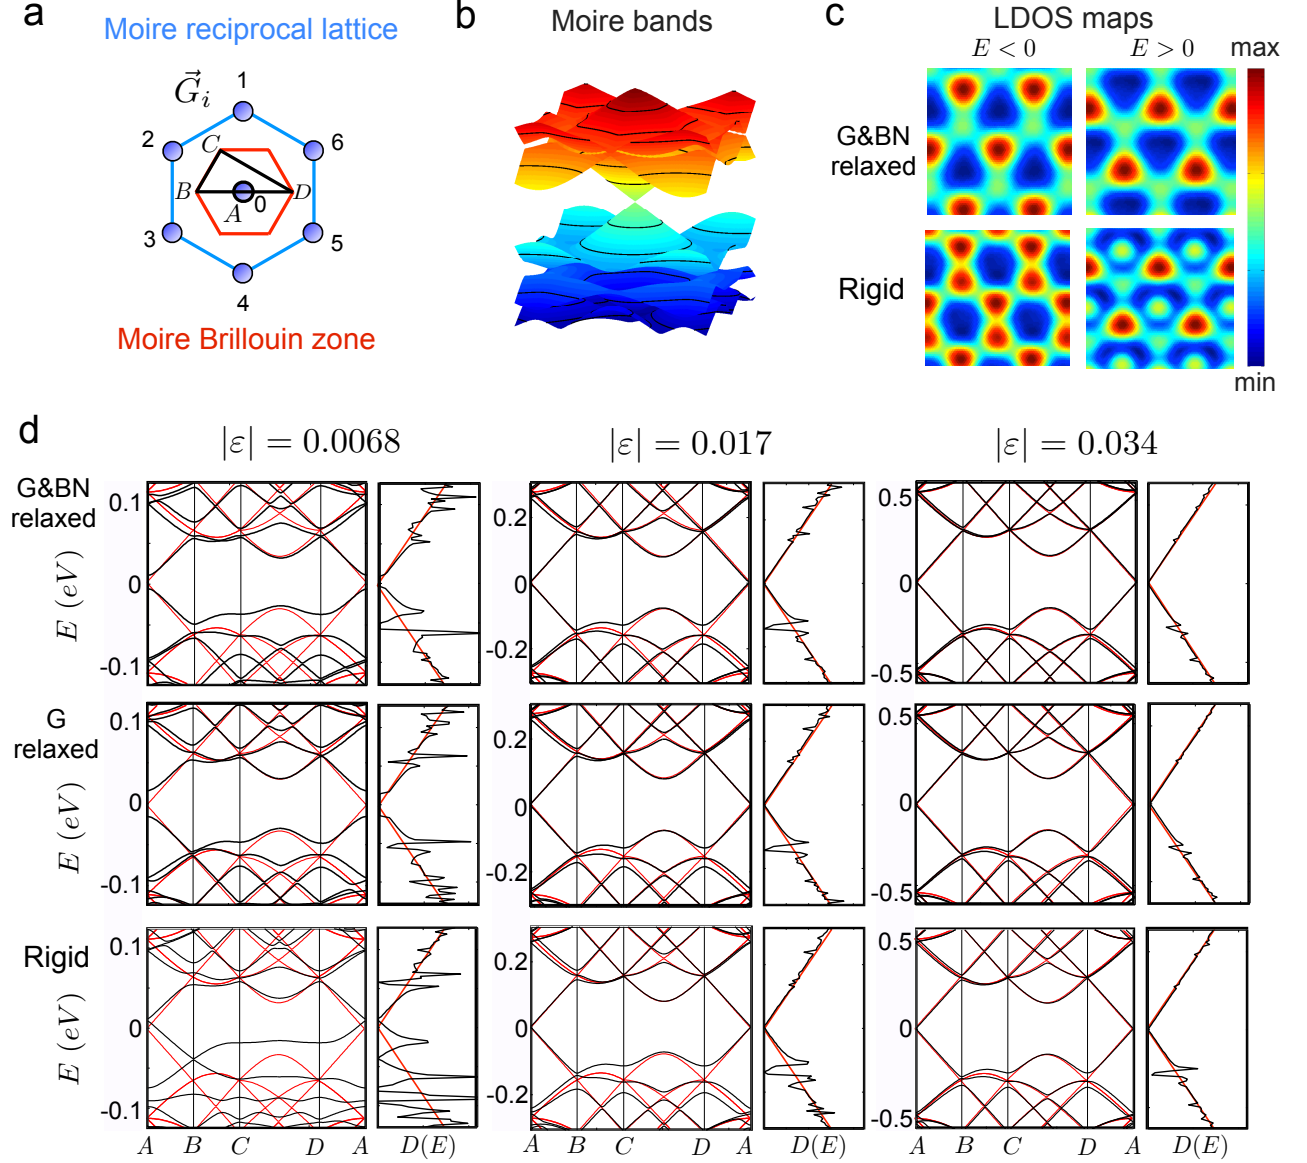 a
Moire reciprocal lattice
G⃗i
1
2
6
C
B
D
A
0
3
5
4
Moire Brillouin zone
b
Moire bands
c
LDOS maps
E < 0
E > 0
max
G&BN
relaxed
Rigid
min
d
|ε| = 0.0068
|ε| = 0.017
|ε| = 0.034
G&BN
relaxed
E (eV)
0.1
0
-0.1
0.2
0
-0.2
0.5
0
-0.5
G
relaxed
E (eV)
0.1
0
-0.1
0.2
0
-0.2
0.5
0
-0.5
Rigid
E (eV)
0.1
0
-0.1
0.2
0
-0.2
0.5
0
-0.5
A B C D A D(E) A B C D A D(E) A B C D A D(E)